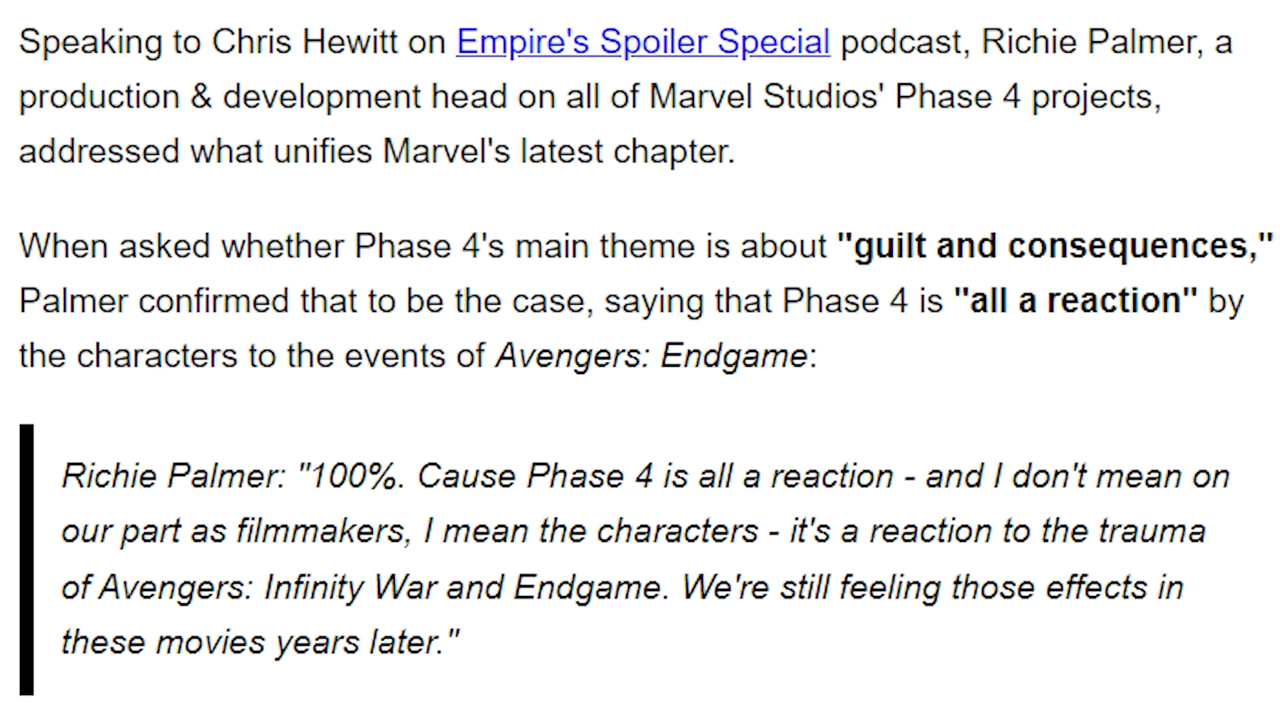 Speaking to Chris Hewitt on Empire's Spoiler Special podcast, Richie Palmer, a
production & development head on all of Marvel Studios' Phase 4 projects,
addressed what unifies Marvel's latest chapter.
When asked whether Phase 4's main theme is about "guilt and consequences,"
Palmer confirmed that to be the case, saying that Phase 4 is "all a reaction" by
the characters to the events of Avengers: Endgame:
Richie Palmer: "100%. Cause Phase 4 is all a reaction - and I don't mean on
our part as filmmakers, I mean the characters - it's a reaction to the trauma
of Avengers: Infinity War and Endgame. We're still feeling those effects in
these movies years later."